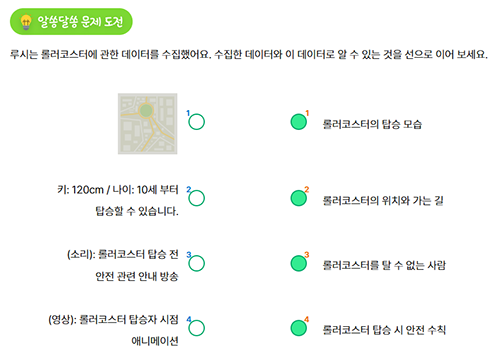 알쏭달쏭 문제 도전
루시는 롤러코스터에 관한 데이터를 수집했어요. 수집한 데이터와 이 데이터로 알 수 있는 것을 선으로 이어 보세요.
1 1 롤러코스터의 탑승 모습
키: 120cm / 나이: 10세 부터
탑승할 수 있습니다.
2 2 롤러코스터의 위치와 가는 길
(소리): 롤러코스터 탑승 전
안전 관련 안내 방송
3 3 롤러코스터를 탈 수 없는 사람
(영상): 롤러코스터 탑승자 시점
애니메이션
4 4 롤러코스터 탑승 시 안전 수칙